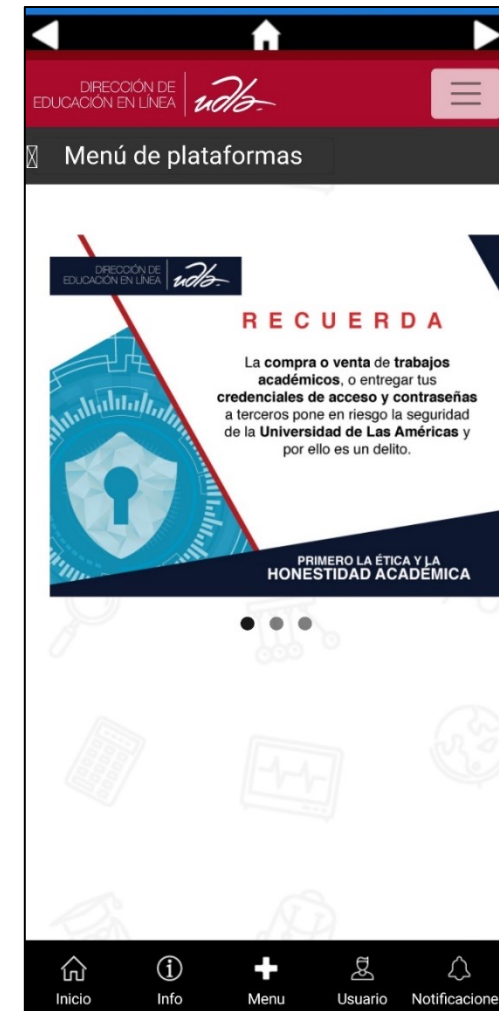 DIRECCIÓN DE
EDUCACIÓN EN LÍNEA
udla-
Menú de plataformas
DIRECCIÓN DE
EDUCACIÓN EN LÍNEA
udla-
RECUERDA
La compra o venta de trabajos
académicos, o entregar tus
credenciales de acceso y contraseñas
a terceros pone en riesgo la seguridad
de la Universidad de Las Américas y
por ello es un delito.
PRIMERO LA ÉTICA Y LA
HONESTIDAD ACADÉMICA
Inicio Info Menu Usuario Notificacione